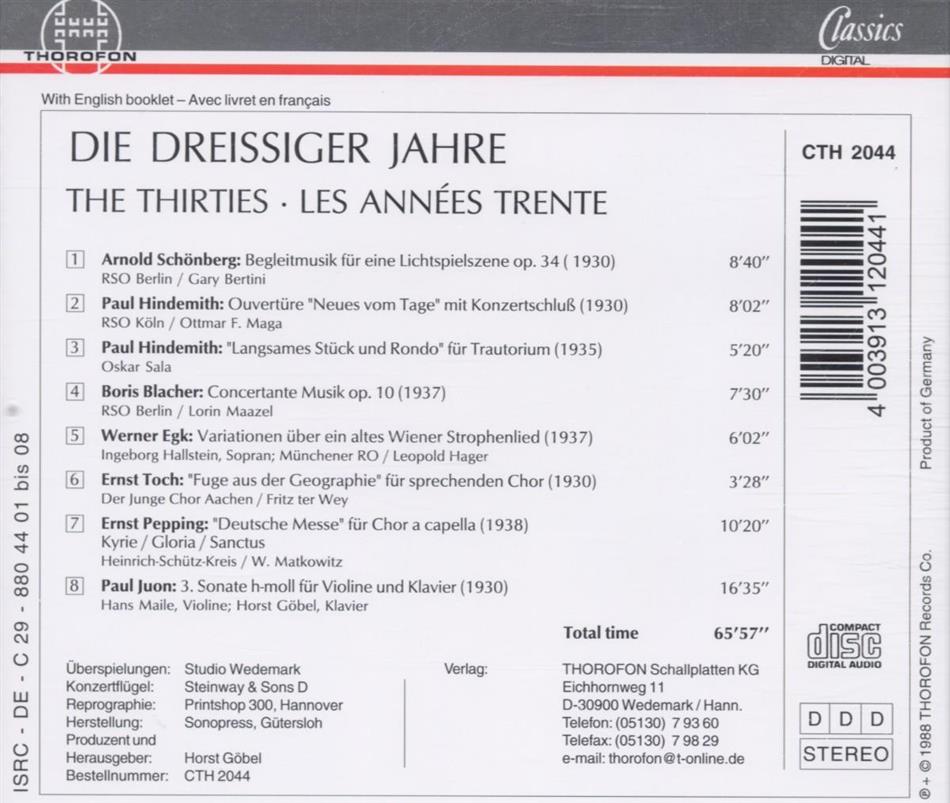 THOROFON
Classics
DIGITAL
With English booklet – Avec livret en français
DIE DREISSIGER JAHRE
THE THIRTIES · LES ANNÉES TRENTE
CTH 2044
1 Arnold Schönberg: Begleitmusik für eine Lichtspielszene op. 34 ( 1930) 8'40"
RSO Berlin / Gary Bertini
2 Paul Hindemith: Ouvertüre "Neues vom Tage" mit Konzertschluß (1930) 8'02"
RSO Köln / Ottmar F. Maga
3 Paul Hindemith: "Langsames Stück und Rondo" für Trautorium (1935) 5'20"
Oskar Sala
4 Boris Blacher: Concertante Musik op. 10 (1937) 7'30"
RSO Berlin / Lorin Maazel
5 Werner Egk: Variationen über ein altes Wiener Strophenlied (1937) 6'02"
Ingeborg Hallstein, Sopran; Münchener RO / Leopold Hager
6 Ernst Toch: "Fuge aus der Geographie" für sprechenden Chor (1930) 3'28"
Der Junge Chor Aachen / Fritz ter Wey
7 Ernst Pepping: "Deutsche Messe" für Chor a capella (1938) 10'20"
Kyrie / Gloria / Sanctus
Heinrich-Schütz-Kreis / W. Matkowitz
8 Paul Juon: 3. Sonate h-moll für Violine und Klavier (1930) 16'35"
Hans Maile, Violine; Horst Göbel, Klavier
Total time 65'57"
Überspielungen: Studio Wedemark
Konzertflügel: Steinway & Sons D
Reprographie: Printshop 300, Hannover
Herstellung: Sonopress, Gütersloh
Produzent und
Herausgeber: Horst Göbel
Bestellnummer: CTH 2044
Verlag: THOROFON Schallplatten KG
Eichhornweg 11
D-30900 Wedemark / Hann.
Telefon: (05130) 7 93 60
Telefax: (05130) 7 98 29
e-mail: thorofon@t-online.de
4 003913 120441
COMPACT
disc
DIGITAL AUDIO
D D D
STEREO
ISRC - DE - C 29 - 880 44 01 bis 08
℗ + © 1988 THOROFON Records Co. Product of Germany